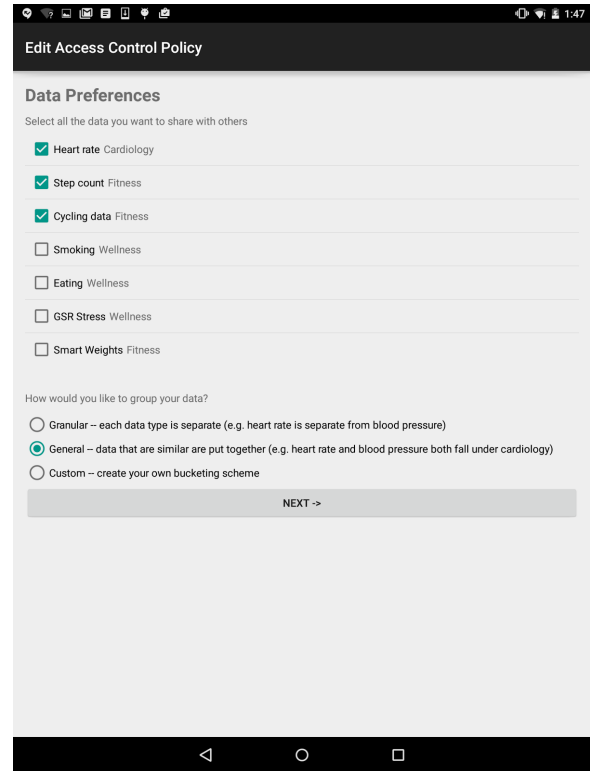 1:47
Edit Access Control Policy
Data Preferences
Select all the data you want to share with others
Heart rate Cardiology
Step count Fitness
Cycling data Fitness
Smoking Wellness
Eating Wellness
GSR Stress Wellness
Smart Weights Fitness
How would you like to group your data?
Granular -- each data type is separate (e.g. heart rate is separate from blood pressure)
General -- data that are similar are put together (e.g. heart rate and blood pressure both fall under cardiology)
Custom -- create your own bucketing scheme
NEXT ->